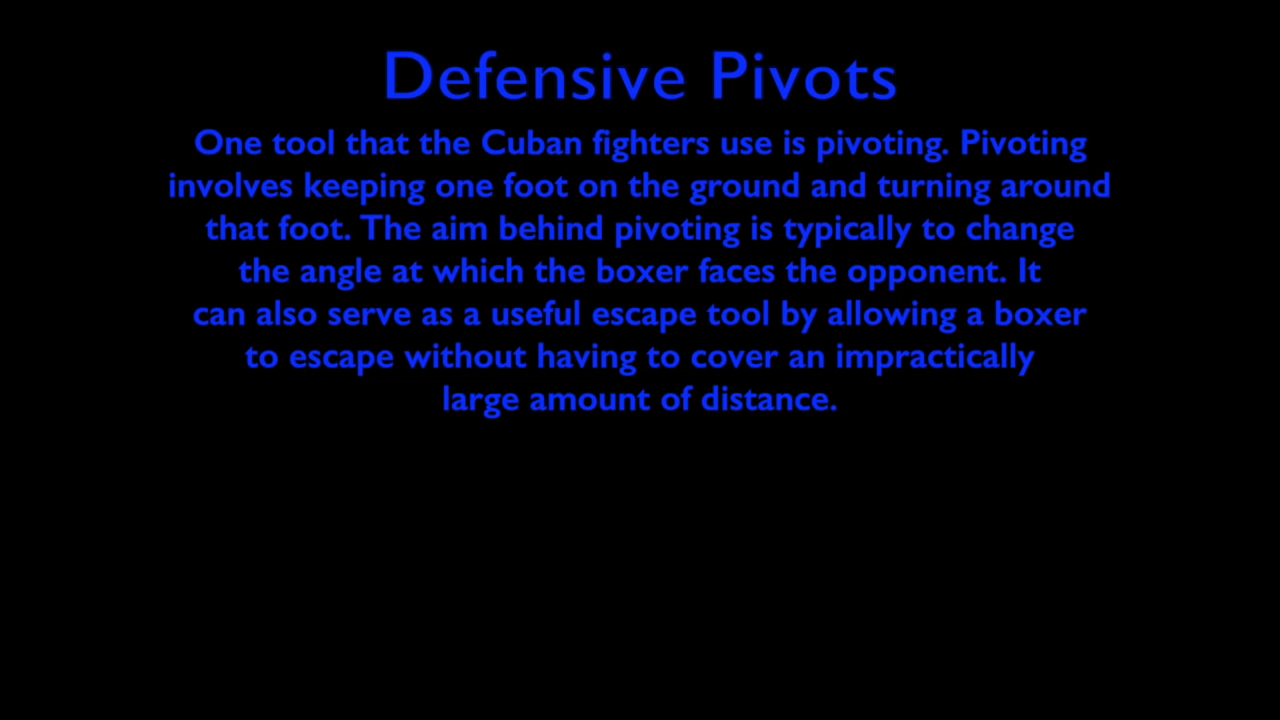 Defensive Pivots
One tool that the Cuban fighters use is pivoting. Pivoting
involves keeping one foot on the ground and turning around
that foot. The aim behind pivoting is typically to change
the angle at which the boxer faces the opponent. It
can also serve as a useful escape tool by allowing a boxer
to escape without having to cover an impractically
large amount of distance.